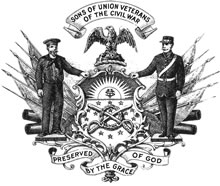 SONS OF UNION VETERANS
OF THE CIVIL WAR
PRESERVED
BY THE GRACE
OF GOD